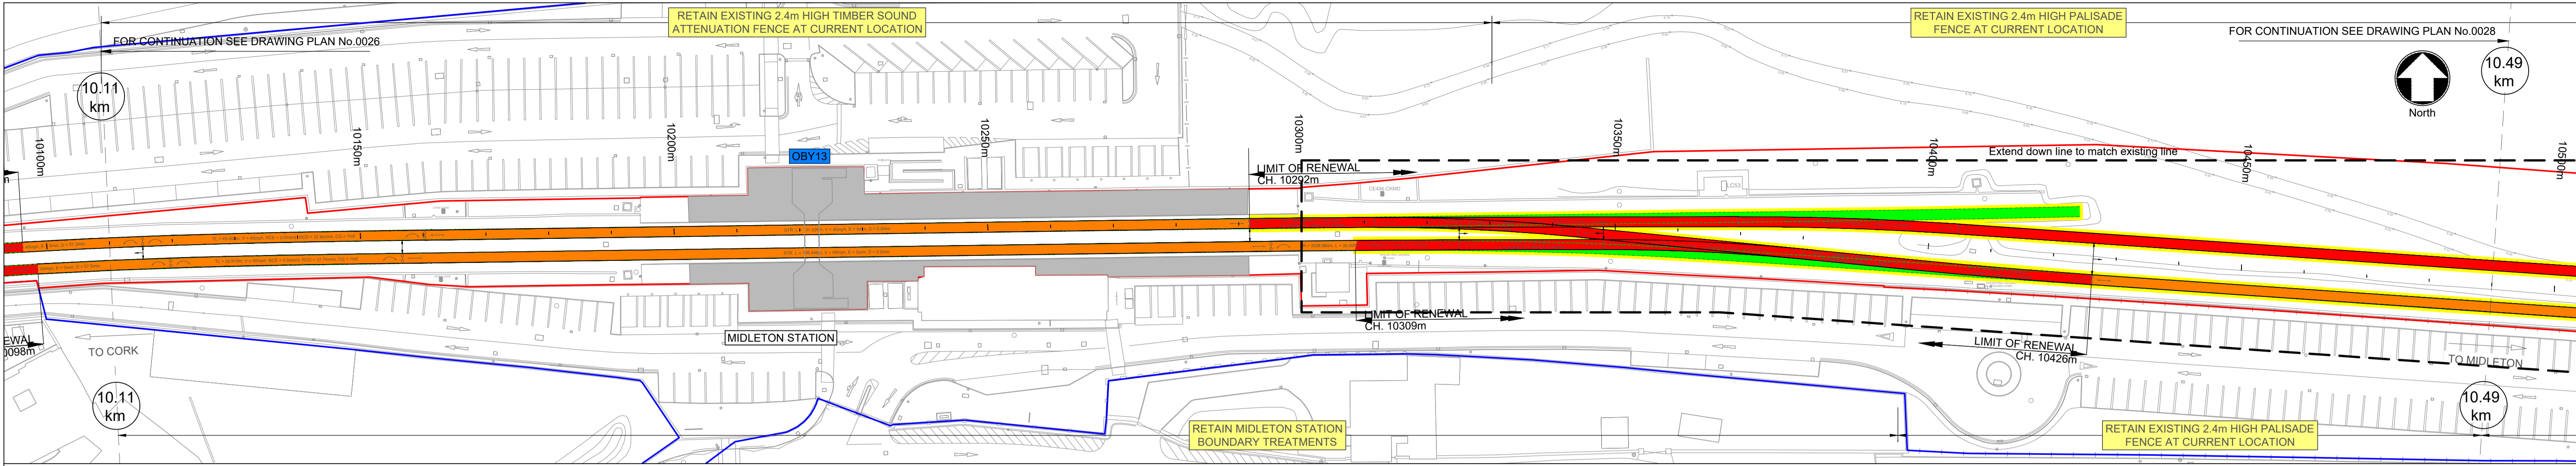 RETAIN EXISTING 2.4m HIGH TIMBER SOUND
ATTENUATION FENCE AT CURRENT LOCATION
RETAIN EXISTING 2.4m HIGH PALISADE
FENCE AT CURRENT LOCATION
FOR CONTINUATION SEE DRAWING PLAN No.0026
FOR CONTINUATION SEE DRAWING PLAN No.0028
10.11
km
10.49
km
North
10100m
10150m
10200m
10250m
10300m
10350m
10400m
10450m
10500m
OBY13
LIMIT OF RENEWAL
CH. 10292m
Extend down line to match existing line
LC53
m
LIMIT OF RENEWAL
CH. 10309m
MIDLETON STATION
EWAL
0098m
TO CORK
LIMIT OF RENEWAL
CH. 10426m
TO MIDLETON
10.11
km
10.49
km
RETAIN MIDLETON STATION
BOUNDARY TREATMENTS
RETAIN EXISTING 2.4m HIGH PALISADE
FENCE AT CURRENT LOCATION